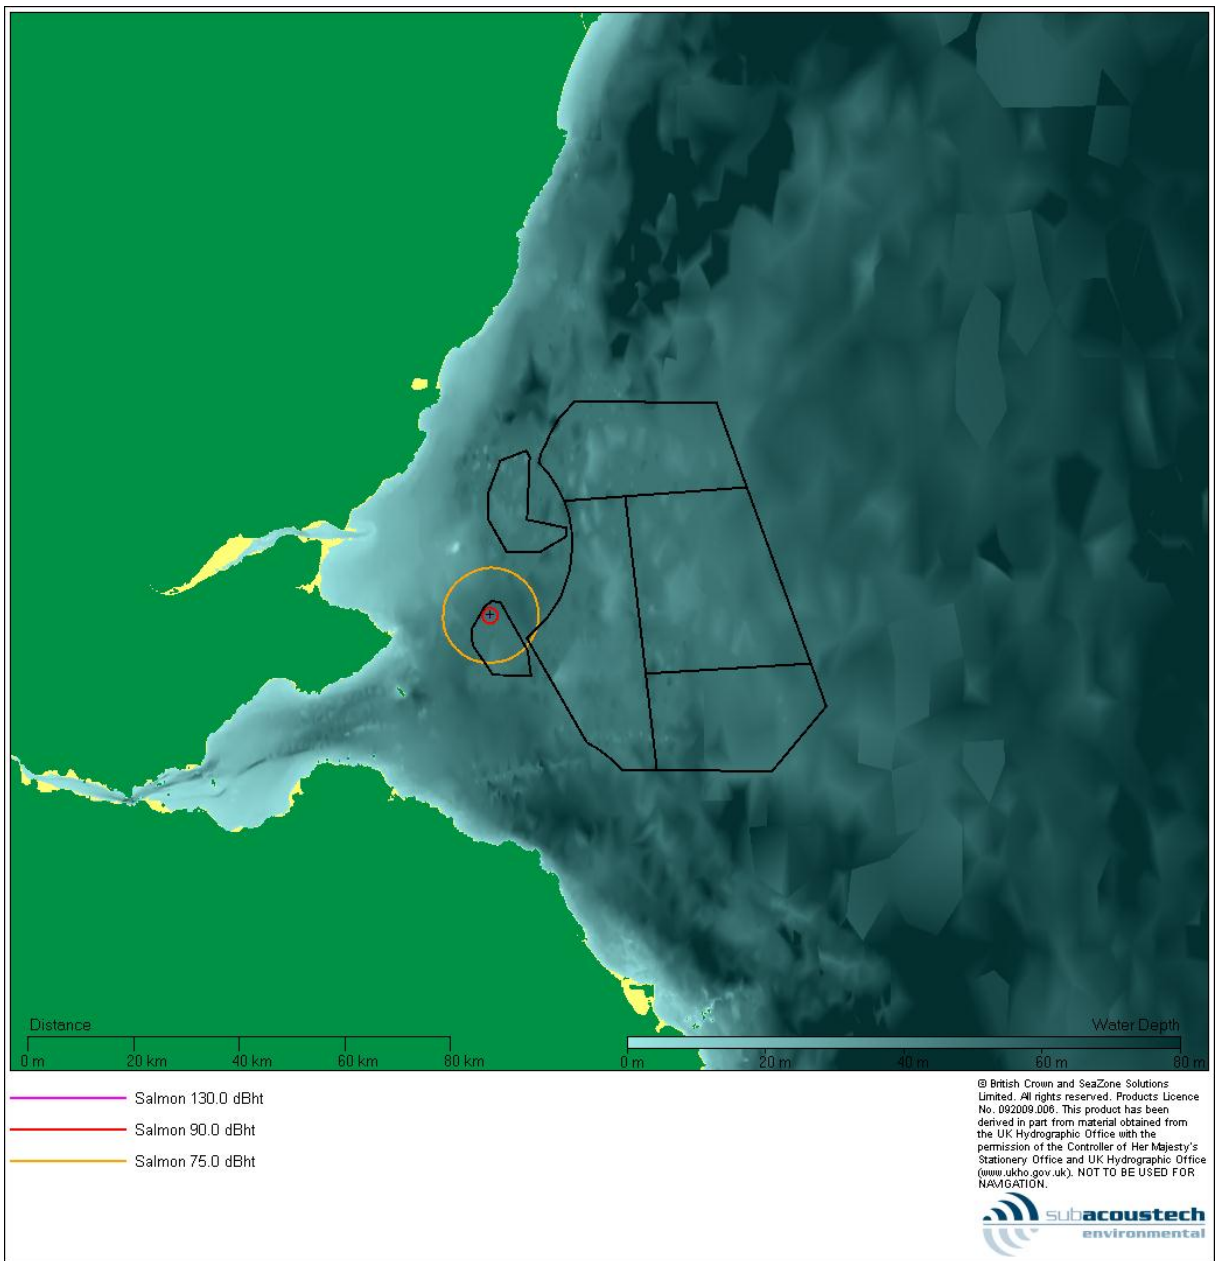 Distance
0 m
20 km
40 km
60 km
80 km
Water Depth
0 m
20 m
40 m
60 m
80 m
Salmon 130.0 dBht
Salmon 90.0 dBht
Salmon 75.0 dBht
© British Crown and SeaZone Solutions
Limited. All rights reserved. Products Licence
No. 092009.006. This product has been
derived in part from material obtained from
the UK Hydrographic Office with the
permission of the Controller of Her Majesty's
Stationery Office and UK Hydrographic Office
(www.ukho.gov.uk). NOT TO BE USED FOR
NAVIGATION.
subacoustech
environmental